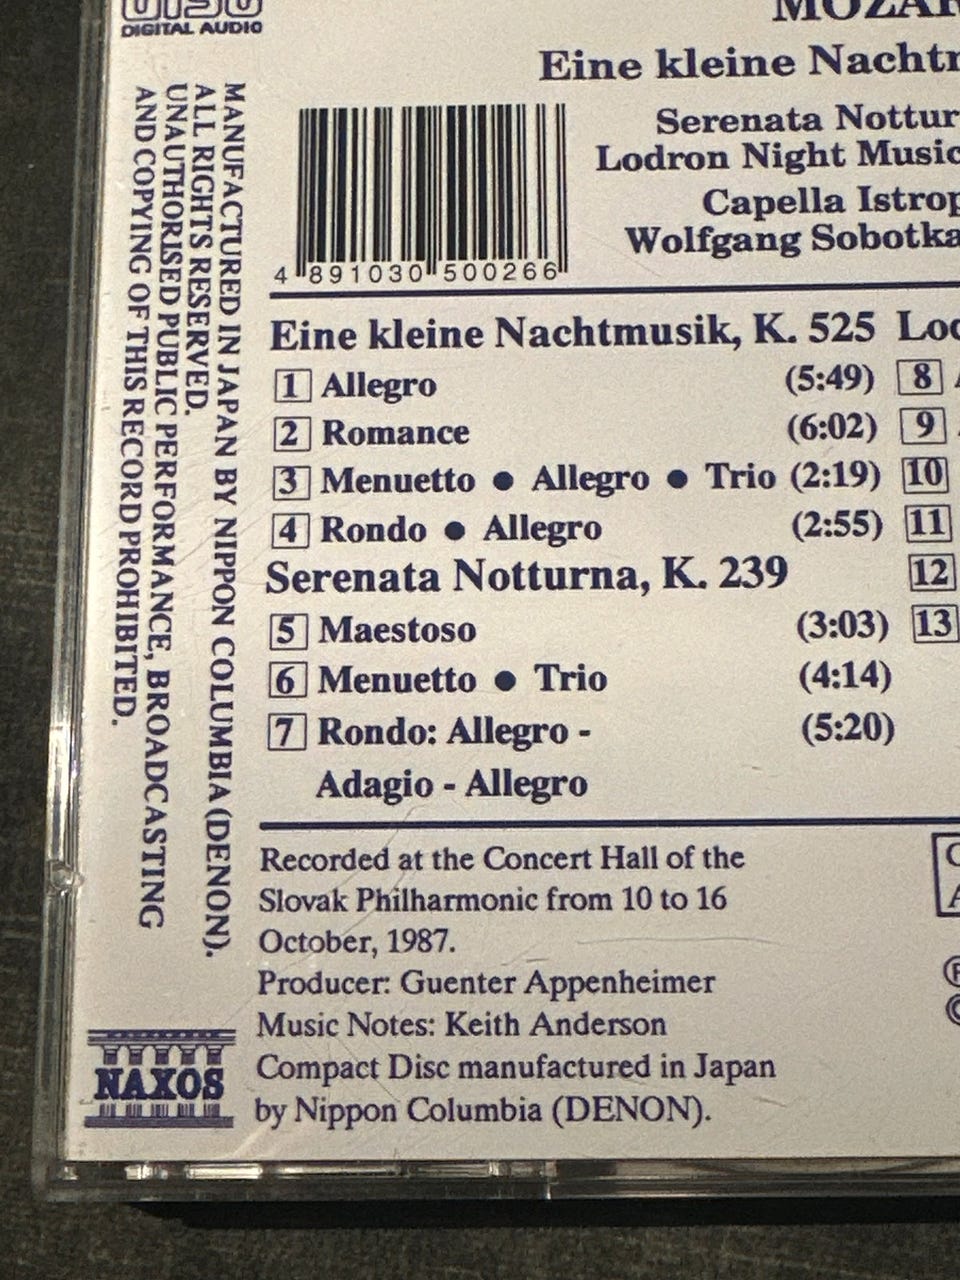 DIGITAL AUDIO
MOZAR
Eine kleine Nachtm
Serenata Nottur
Lodron Night Music
Capella Istrop
Wolfgang Sobotka
4 891030 500266
MANUFACTURED IN JAPAN BY NIPPON COLUMBIA (DENON).
ALL RIGHTS RESERVED.
UNAUTHORISED PUBLIC PERFORMANCE, BROADCASTING
AND COPYING OF THIS RECORD PROHIBITED.
Eine kleine Nachtmusik, K. 525
1 Allegro (5:49)
2 Romance (6:02)
3 Menuetto ● Allegro ● Trio (2:19)
4 Rondo ● Allegro (2:55)
Serenata Notturna, K. 239
5 Maestoso (3:03)
6 Menuetto ● Trio (4:14)
7 Rondo: Allegro - (5:20)
Adagio - Allegro
Lod
8 A
9
10
11
12
13
Recorded at the Concert Hall of the
Slovak Philharmonic from 10 to 16
October, 1987.
Producer: Guenter Appenheimer
Music Notes: Keith Anderson
Compact Disc manufactured in Japan
by Nippon Columbia (DENON).
NAXOS
℗
©